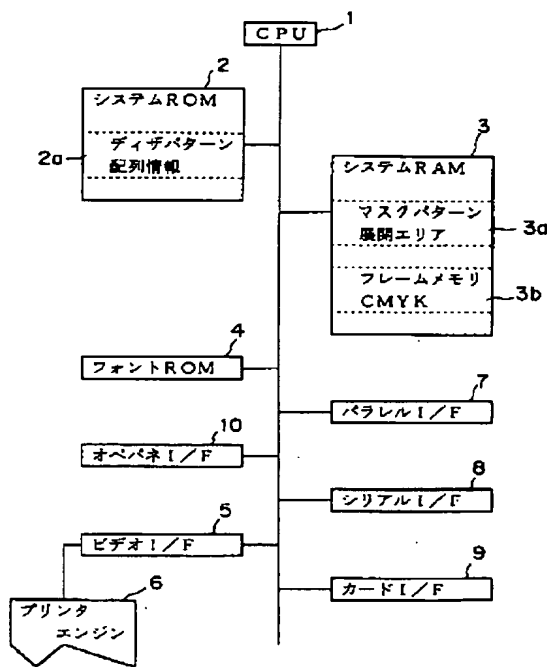 1
CPU
2
システムROM
2a
ディザパターン
配列情報
3
システムRAM
マスクパターン
展開エリア
3a
フレームメモリ
CMYK
3b
4
フォントROM
7
パラレルI/F
10
オペパネI/F
8
シリアルI/F
5
ビデオI/F
9
カードI/F
6
プリンタ
エンジン